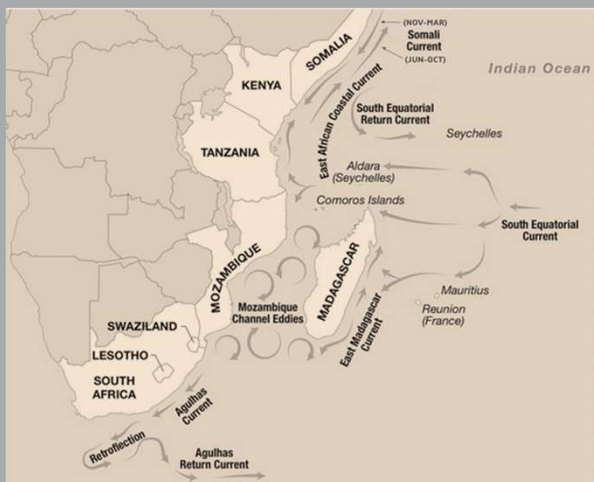 (NOV-MAR)
Somali
Current
(JUN-OCT)
SOMALIA
KENYA
Indian Ocean
East African Coastal Current
South Equatorial
Return Current
Seychelles
TANZANIA
Aldara
(Seychelles)
Comoros Islands
South Equatorial
Current
MOZAMBIQUE
MADAGASCAR
Mauritius
Reunion
(France)
Mozambique
Channel Eddies
East Madagascar
Current
SWAZILAND
LESOTHO
SOUTH
AFRICA
Agulhas
Current
Retroflection
Agulhas
Return Current